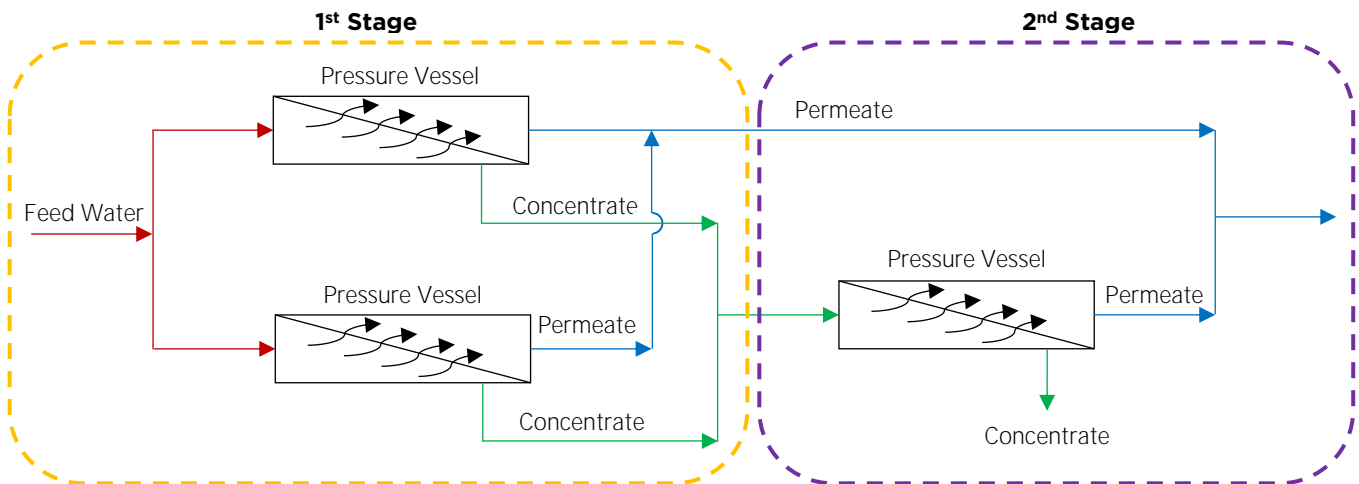 1st Stage
2nd Stage
Pressure Vessel
Permeate
Concentrate
Feed Water
Pressure Vessel
Pressure Vessel
Permeate
Permeate
Concentrate
Concentrate